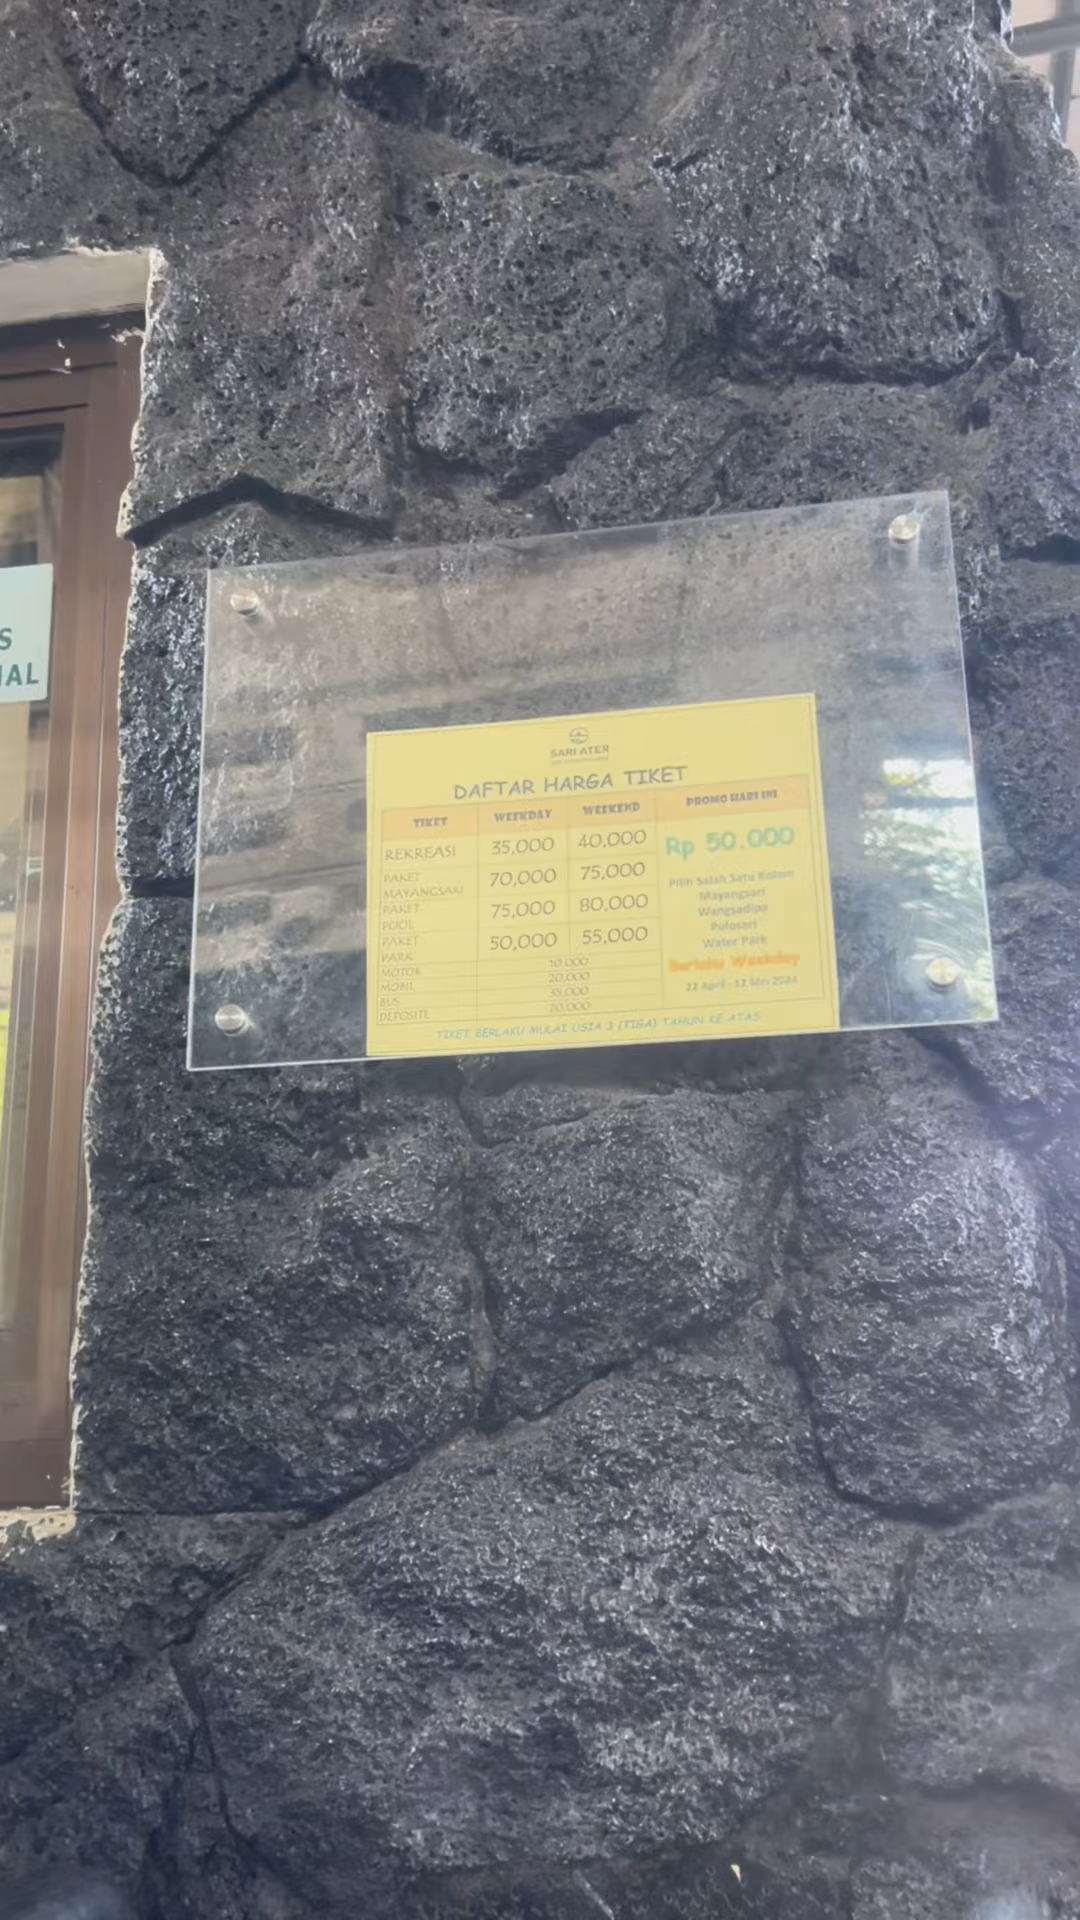 S
IAL
SARI ATER
DAFTAR HARGA TIKET
TIKET WEEKDAY WEEKEND PROMO HARI INI
REKREASI 35,000 40,000
Rp 50.000
PAKET MAYANGSARI 70,000 75,000
PAKET POOL 75,000 80,000
PAKET PARK 50,000 55,000
Pilih Salah Satu Kolam
Mayangsari
Wangsadipa
Pulosari
Water Park
Berlaku Weekday
22 April - 12 Mei 2024
MOTOR 10.000
MOBIL 20.000
BUS 35.000
DEPOSITE 20.000
TIKET BERLAKU MULAI USIA 3 (TIGA) TAHUN KE ATAS